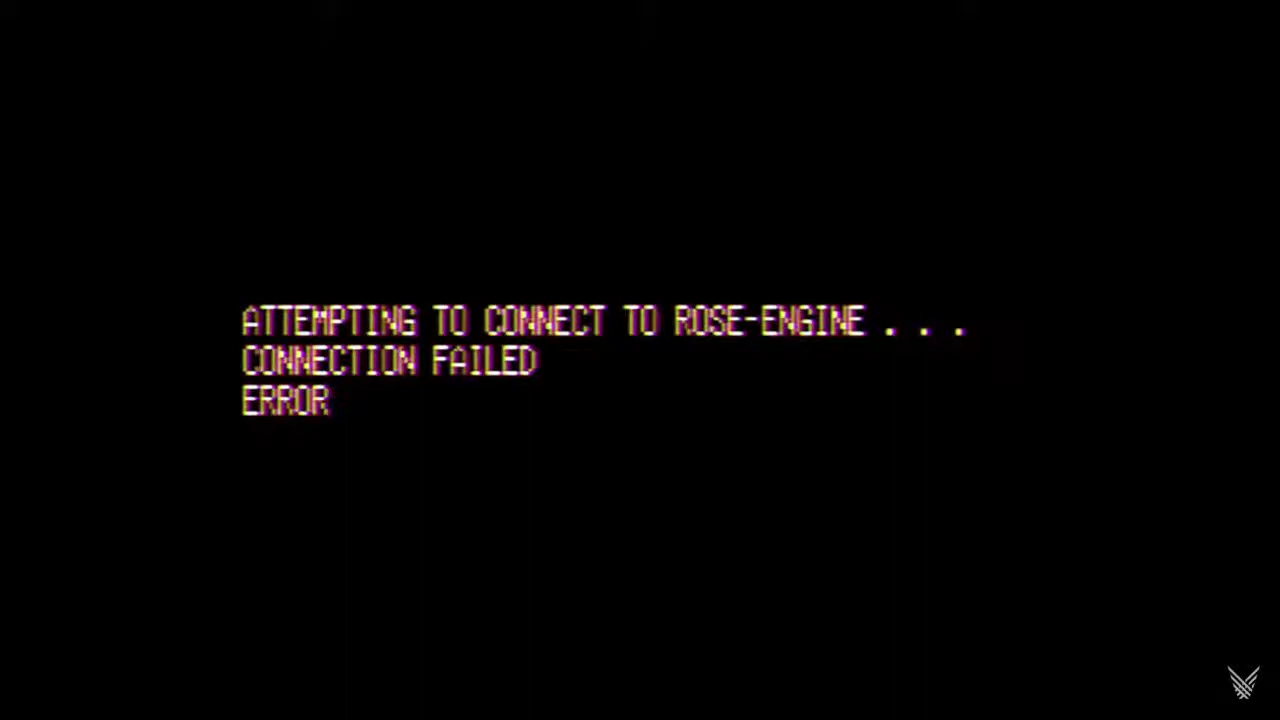 ATTEMPTING TO CONNECT TO ROSE-ENGINE . . .
CONNECTION FAILED
ERROR